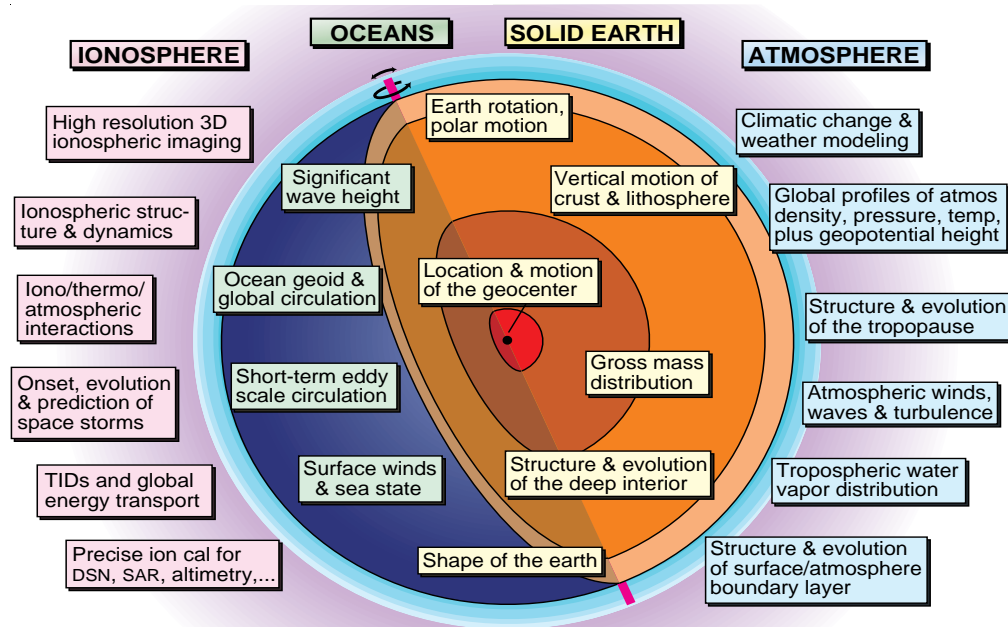 IONOSPHERE
OCEANS
SOLID EARTH
ATMOSPHERE
High resolution 3D
ionospheric imaging
Ionospheric struc-
ture & dynamics
Iono/thermo/
atmospheric
interactions
Onset, evolution
& prediction of
space storms
TIDs and global
energy transport
Precise ion cal for
DSN, SAR, altimetry,...
Significant
wave height
Ocean geoid &
global circulation
Short-term eddy
scale circulation
Surface winds
& sea state
Earth rotation,
polar motion
Vertical motion of
crust & lithosphere
Location & motion
of the geocenter
Gross mass
distribution
Structure & evolution
of the deep interior
Shape of the earth
Climatic change &
weather modeling
Global profiles of atmos
density, pressure, temp,
plus geopotential height
Structure & evolution
of the tropopause
Atmospheric winds,
waves & turbulence
Tropospheric water
vapor distribution
Structure & evolution
of surface/atmosphere
boundary layer